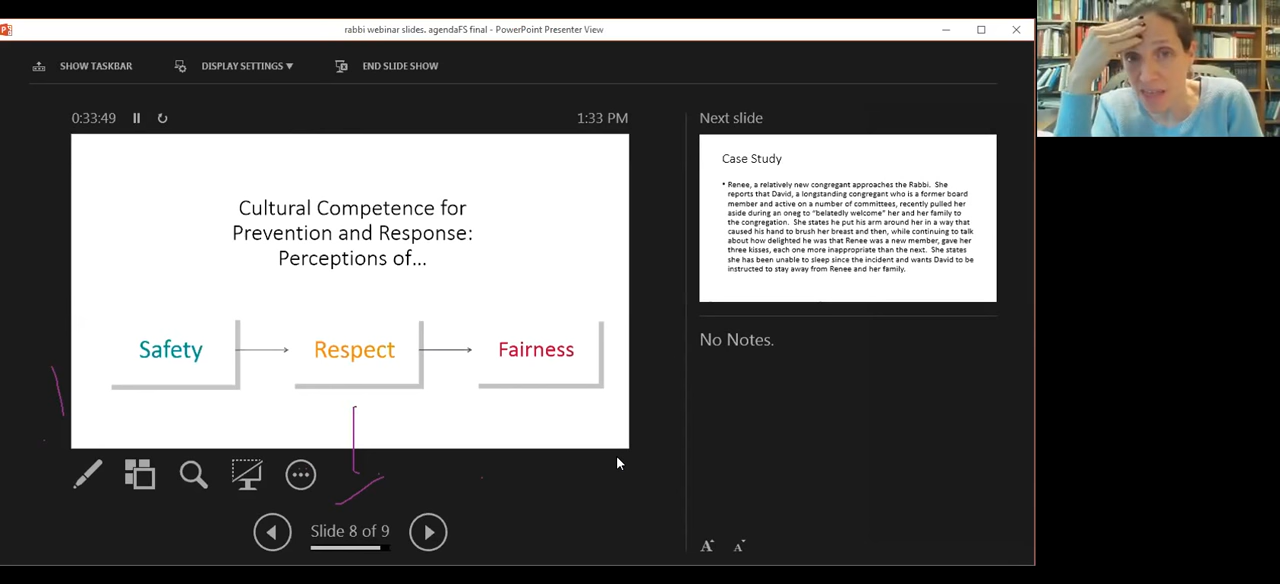 rabbi webinar slides. agendaFS final - PowerPoint Presenter View
SHOW TASKBAR
DISPLAY SETTINGS ▼
END SLIDE SHOW
0:33:49
1:33 PM
Cultural Competence for
Prevention and Response:
Perceptions of...
Safety
Respect
Fairness
Slide 8 of 9
Next slide
Case Study
• Renee, a relatively new congregant approaches the Rabbi. She
reports that David, a longstanding congregant who is a former board
member and active on a number of committees, recently pulled her
aside during an oneg to “belatedly welcome” her and her family to
the congregation. She states he put his arm around her in a way that
caused his hand to brush her breast and then, while continuing to talk
about how delighted he was that Renee was a new member, gave her
three kisses, each one more inappropriate than the next. She states
she has been unable to sleep since the incident and wants David to be
instructed to stay away from Renee and her family.
No Notes.
A
A